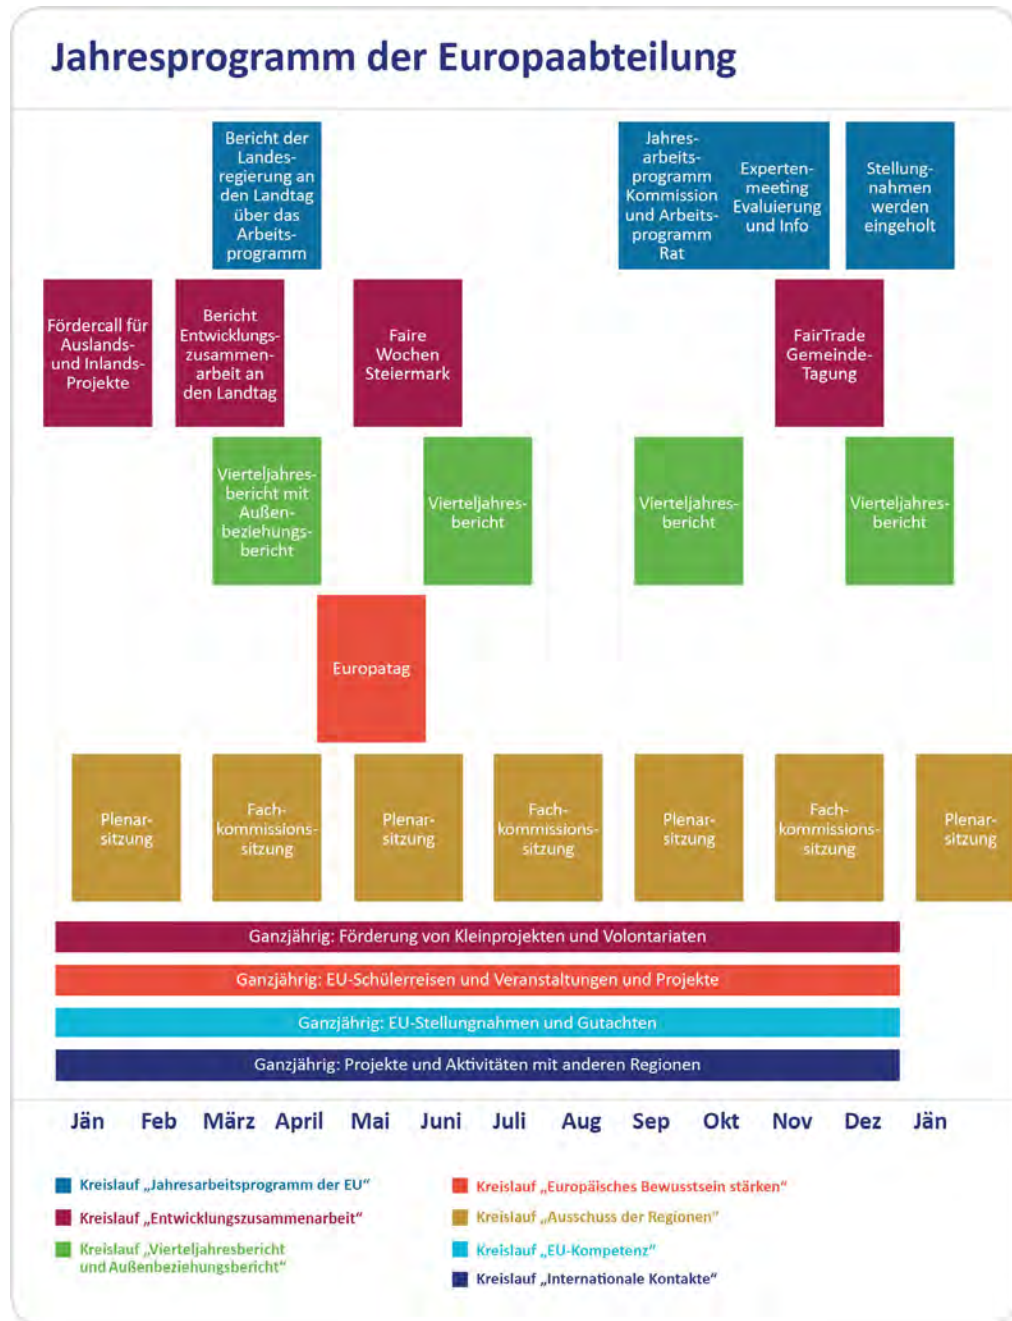 Jahresprogramm der Europaabteilung
Bericht der
Landes-
regierung an
den Landtag
über das
Arbeits-
programm
Jahres-
arbeits-
programm
Kommission
und Arbeits-
programm
Rat
Experten-
meeting
Evaluierung
und Info
Stellung-
nahmen
werden
eingeholt
Fördercall für
Auslands-
und Inlands-
Projekte
Bericht
Entwicklungs-
zusammen-
arbeit an
den Landtag
Faire
Wochen
Steiermark
FairTrade
Gemeinde-
Tagung
Vierteljahres-
bericht mit
Außen-
beziehungs-
bericht
Vierteljahres-
bericht
Vierteljahres-
bericht
Vierteljahres-
bericht
Europatag
Plenar-
sitzung
Fach-
kommissions-
sitzung
Plenar-
sitzung
Fach-
kommissions-
sitzung
Plenar-
sitzung
Fach-
kommissions-
sitzung
Plenar-
sitzung
Ganzjährig: Förderung von Kleinprojekten und Volontariaten
Ganzjährig: EU-Schülerreisen und Veranstaltungen und Projekte
Ganzjährig: EU-Stellungnahmen und Gutachten
Ganzjährig: Projekte und Aktivitäten mit anderen Regionen
Jän Feb März April Mai Juni Juli Aug Sep Okt Nov Dez Jän
Kreislauf „Jahresarbeitsprogramm der EU“
Kreislauf „Entwicklungszusammenarbeit“
Kreislauf „Vierteljahresbericht
und Außenbeziehungsbericht“
Kreislauf „Europäisches Bewusstsein stärken“
Kreislauf „Ausschuss der Regionen“
Kreislauf „EU-Kompetenz“
Kreislauf „Internationale Kontakte“